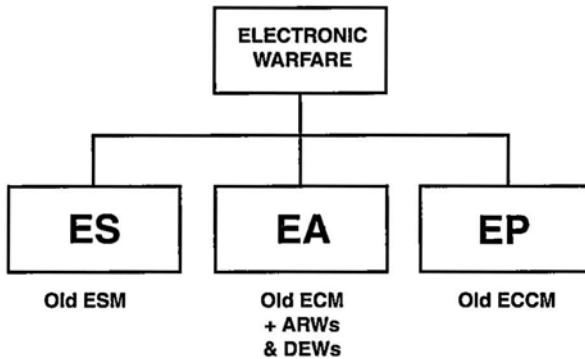 ELECTRONIC
WARFARE
ES
EA
EP
Old ESM
Old ECM
+ ARWs
& DEWs
Old ECCM